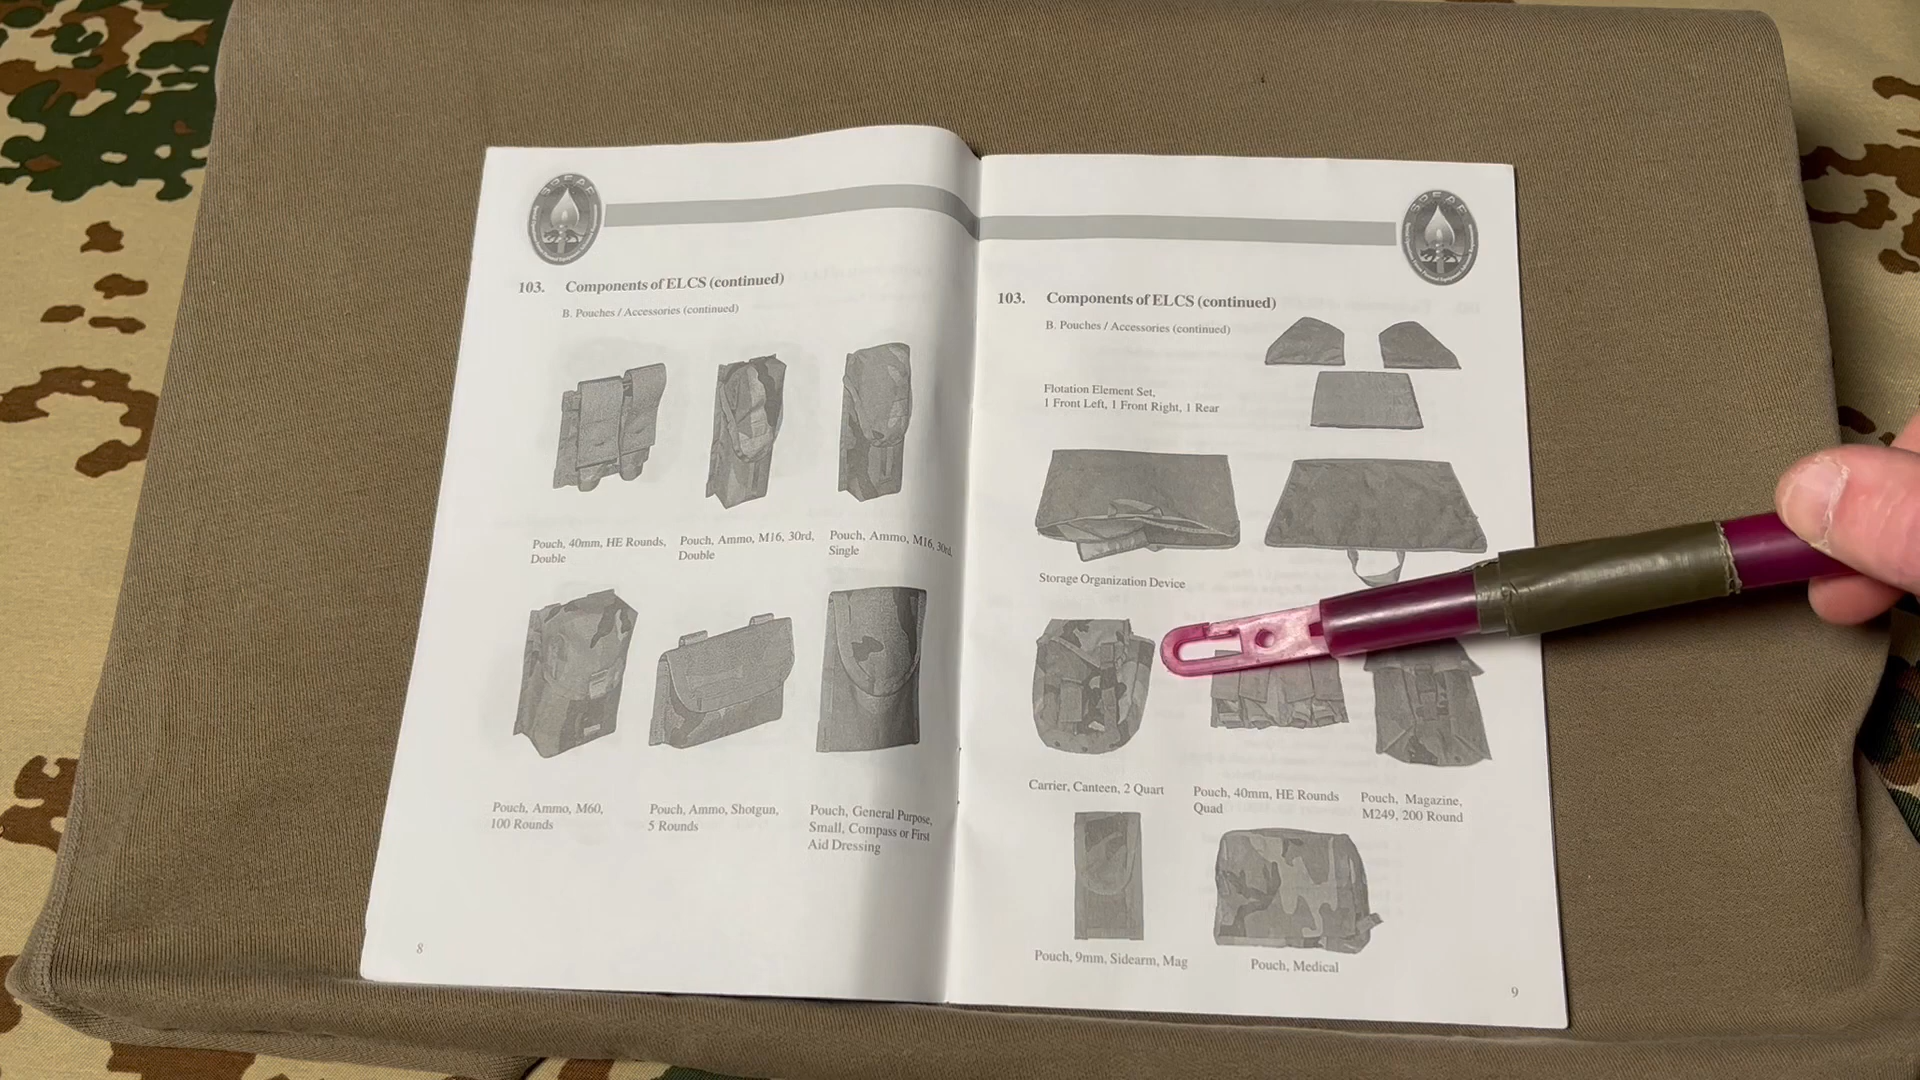 SPEAR
103. Components of ELCS (continued)
B. Pouches / Accessories (continued)
Pouch, 40mm, HE Rounds,
Double
Pouch, Ammo, M16, 30rd,
Double
Pouch, Ammo, M16, 30rd,
Single
Pouch, Ammo, M60,
100 Rounds
Pouch, Ammo, Shotgun,
5 Rounds
Pouch, General Purpose,
Small, Compass or First
Aid Dressing
8
SPEAR
103. Components of ELCS (continued)
B. Pouches / Accessories (continued)
Flotation Element Set,
1 Front Left, 1 Front Right, 1 Rear
Storage Organization Device
Carrier, Canteen, 2 Quart
Pouch, 40mm, HE Rounds
Quad
Pouch, Magazine,
M249, 200 Round
Pouch, 9mm, Sidearm, Mag
Pouch, Medical
9